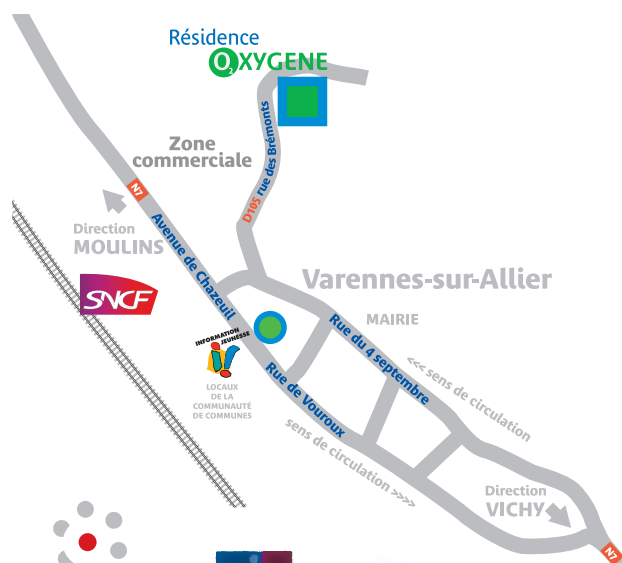 Résidence
O2XYGENE
Zone
commerciale
D105 rue des Brémonts
N7
Direction
MOULINS
Avenue de Chazeuil
SNCF
Varennes-sur-Allier
MAIRIE
INFORMATION
JEUNESSE
LOCAUX
DE LA
COMMUNAUTÉ
DE COMMUNES
Rue du 4 septembre
<<< sens de circulation
Rue de Vouroux
sens de circulation >>>>
Direction
VICHY
N7